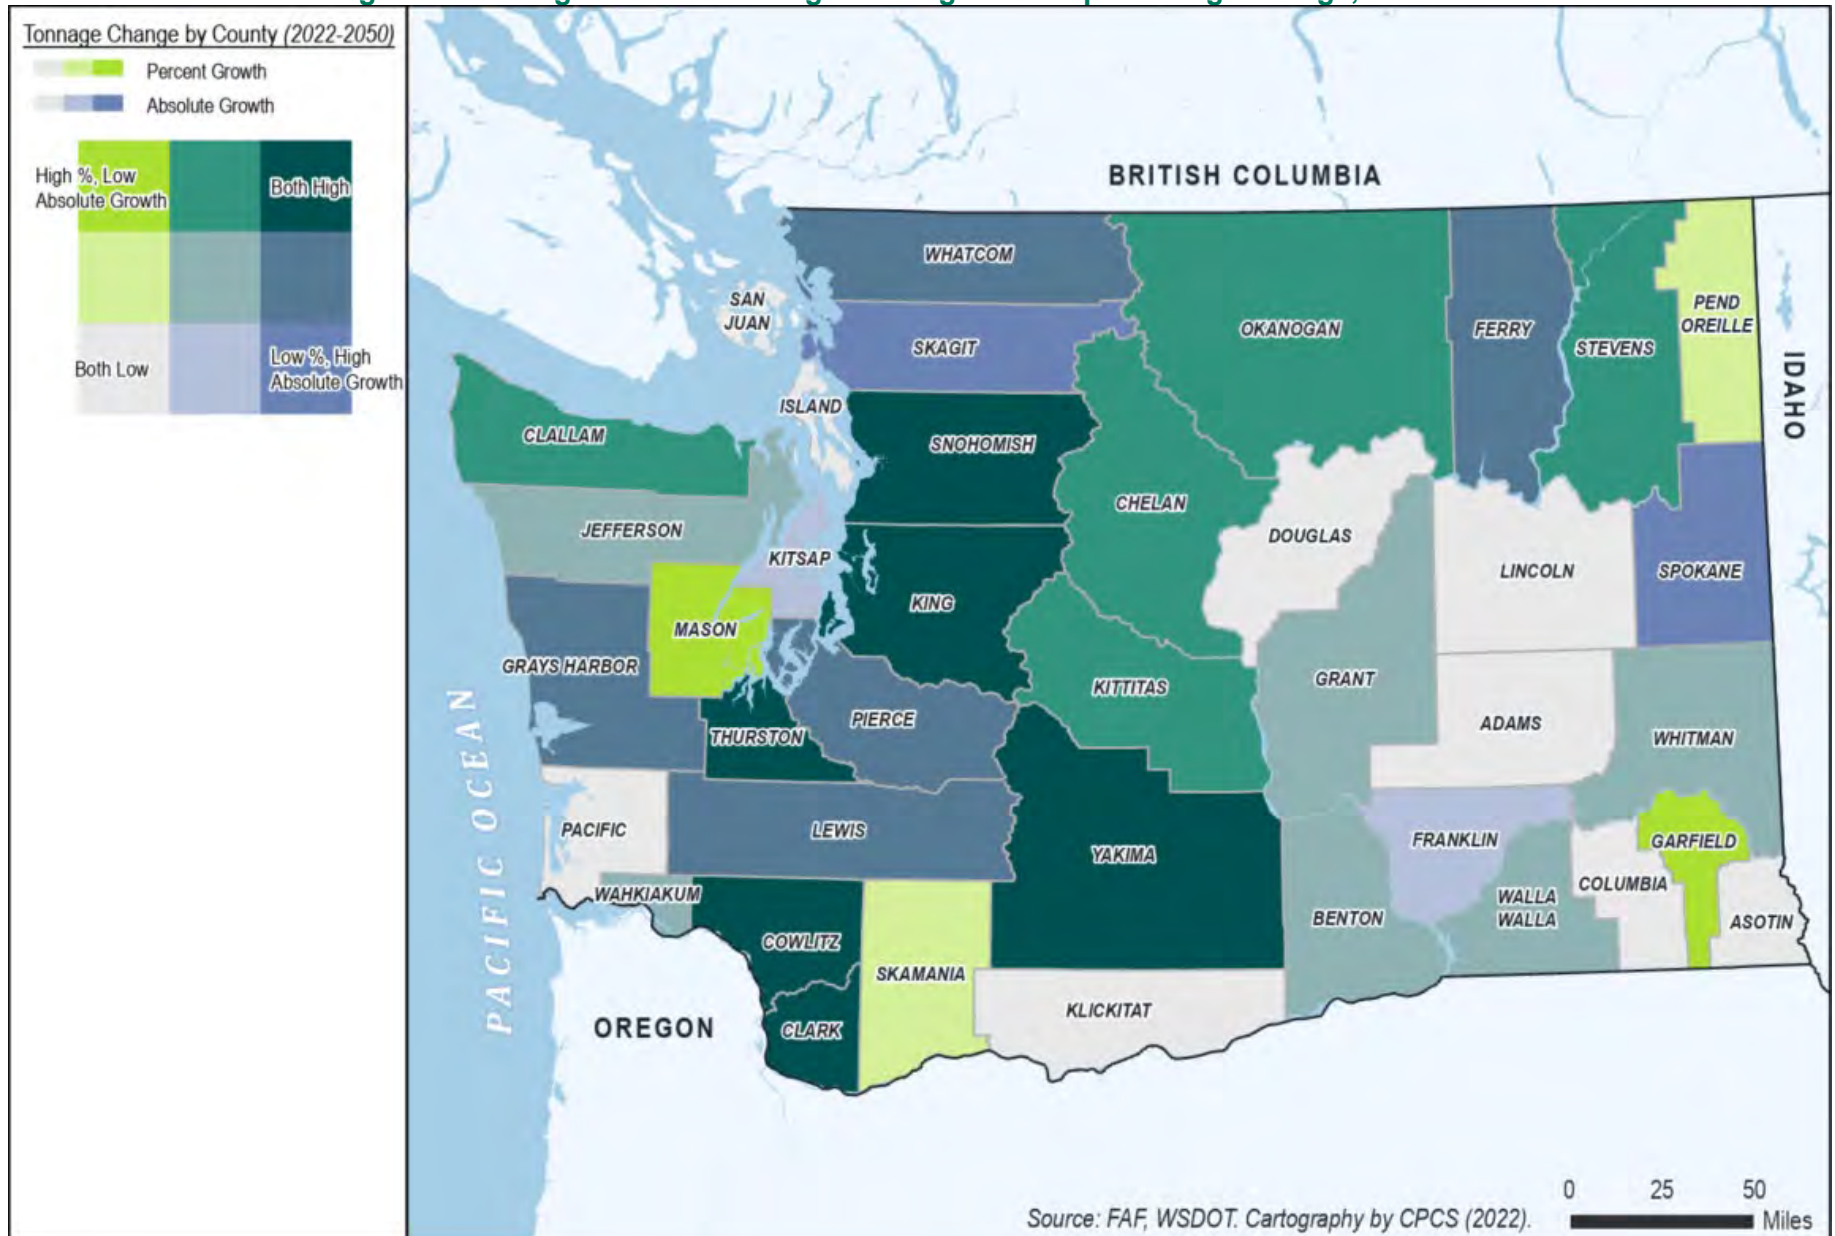 Tonnage Change by County (2022-2050)
Percent Growth
Absolute Growth
High %, Low
Absolute Growth
Both High
Both Low
Low %, High
Absolute Growth
BRITISH COLUMBIA
WHATCOM
SAN
JUAN
SKAGIT
OKANOGAN
FERRY
STEVENS
PEND
OREILLE
IDAHO
ISLAND
CLALLAM
SNOHOMISH
CHELAN
JEFFERSON
KITSAP
DOUGLAS
LINCOLN
SPOKANE
KING
MASON
GRAYS HARBOR
KITTITAS
GRANT
PIERCE
THURSTON
ADAMS
WHITMAN
PACIFIC OCEAN
PACIFIC
LEWIS
YAKIMA
FRANKLIN
GARFIELD
WAHKIAKUM
COLUMBIA
WALLA
WALLA
BENTON
ASOTIN
COWLITZ
SKAMANIA
KLICKITAT
OREGON
CLARK
0 25 50
Miles
Source: FAF, WSDOT. Cartography by CPCS (2022).